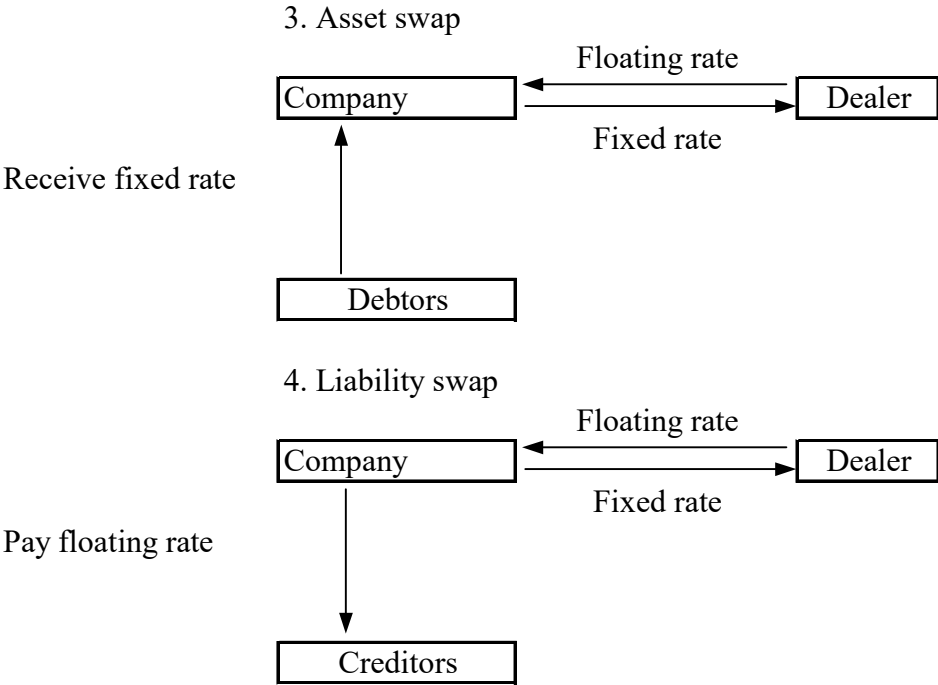 3. Asset swap
Floating rate
Company
Dealer
Fixed rate
Receive fixed rate
Debtors
4. Liability swap
Floating rate
Company
Dealer
Fixed rate
Pay floating rate
Creditors